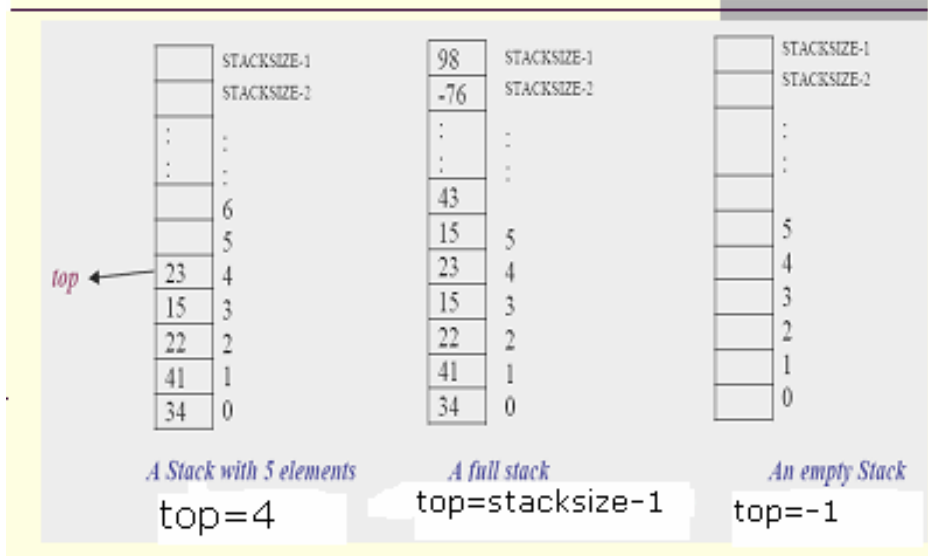 STACKSIZE-1
STACKSIZE-2
:
:
:
:
6
5
top
23 4
15 3
22 2
41 1
34 0
A Stack with 5 elements
top=4
98 STACKSIZE-1
-76 STACKSIZE-2
:
:
:
:
43
15 5
23 4
15 3
22 2
41 1
34 0
A full stack
top=stacksize-1
STACKSIZE-1
STACKSIZE-2
:
:
5
4
3
2
1
0
An empty Stack
top=-1